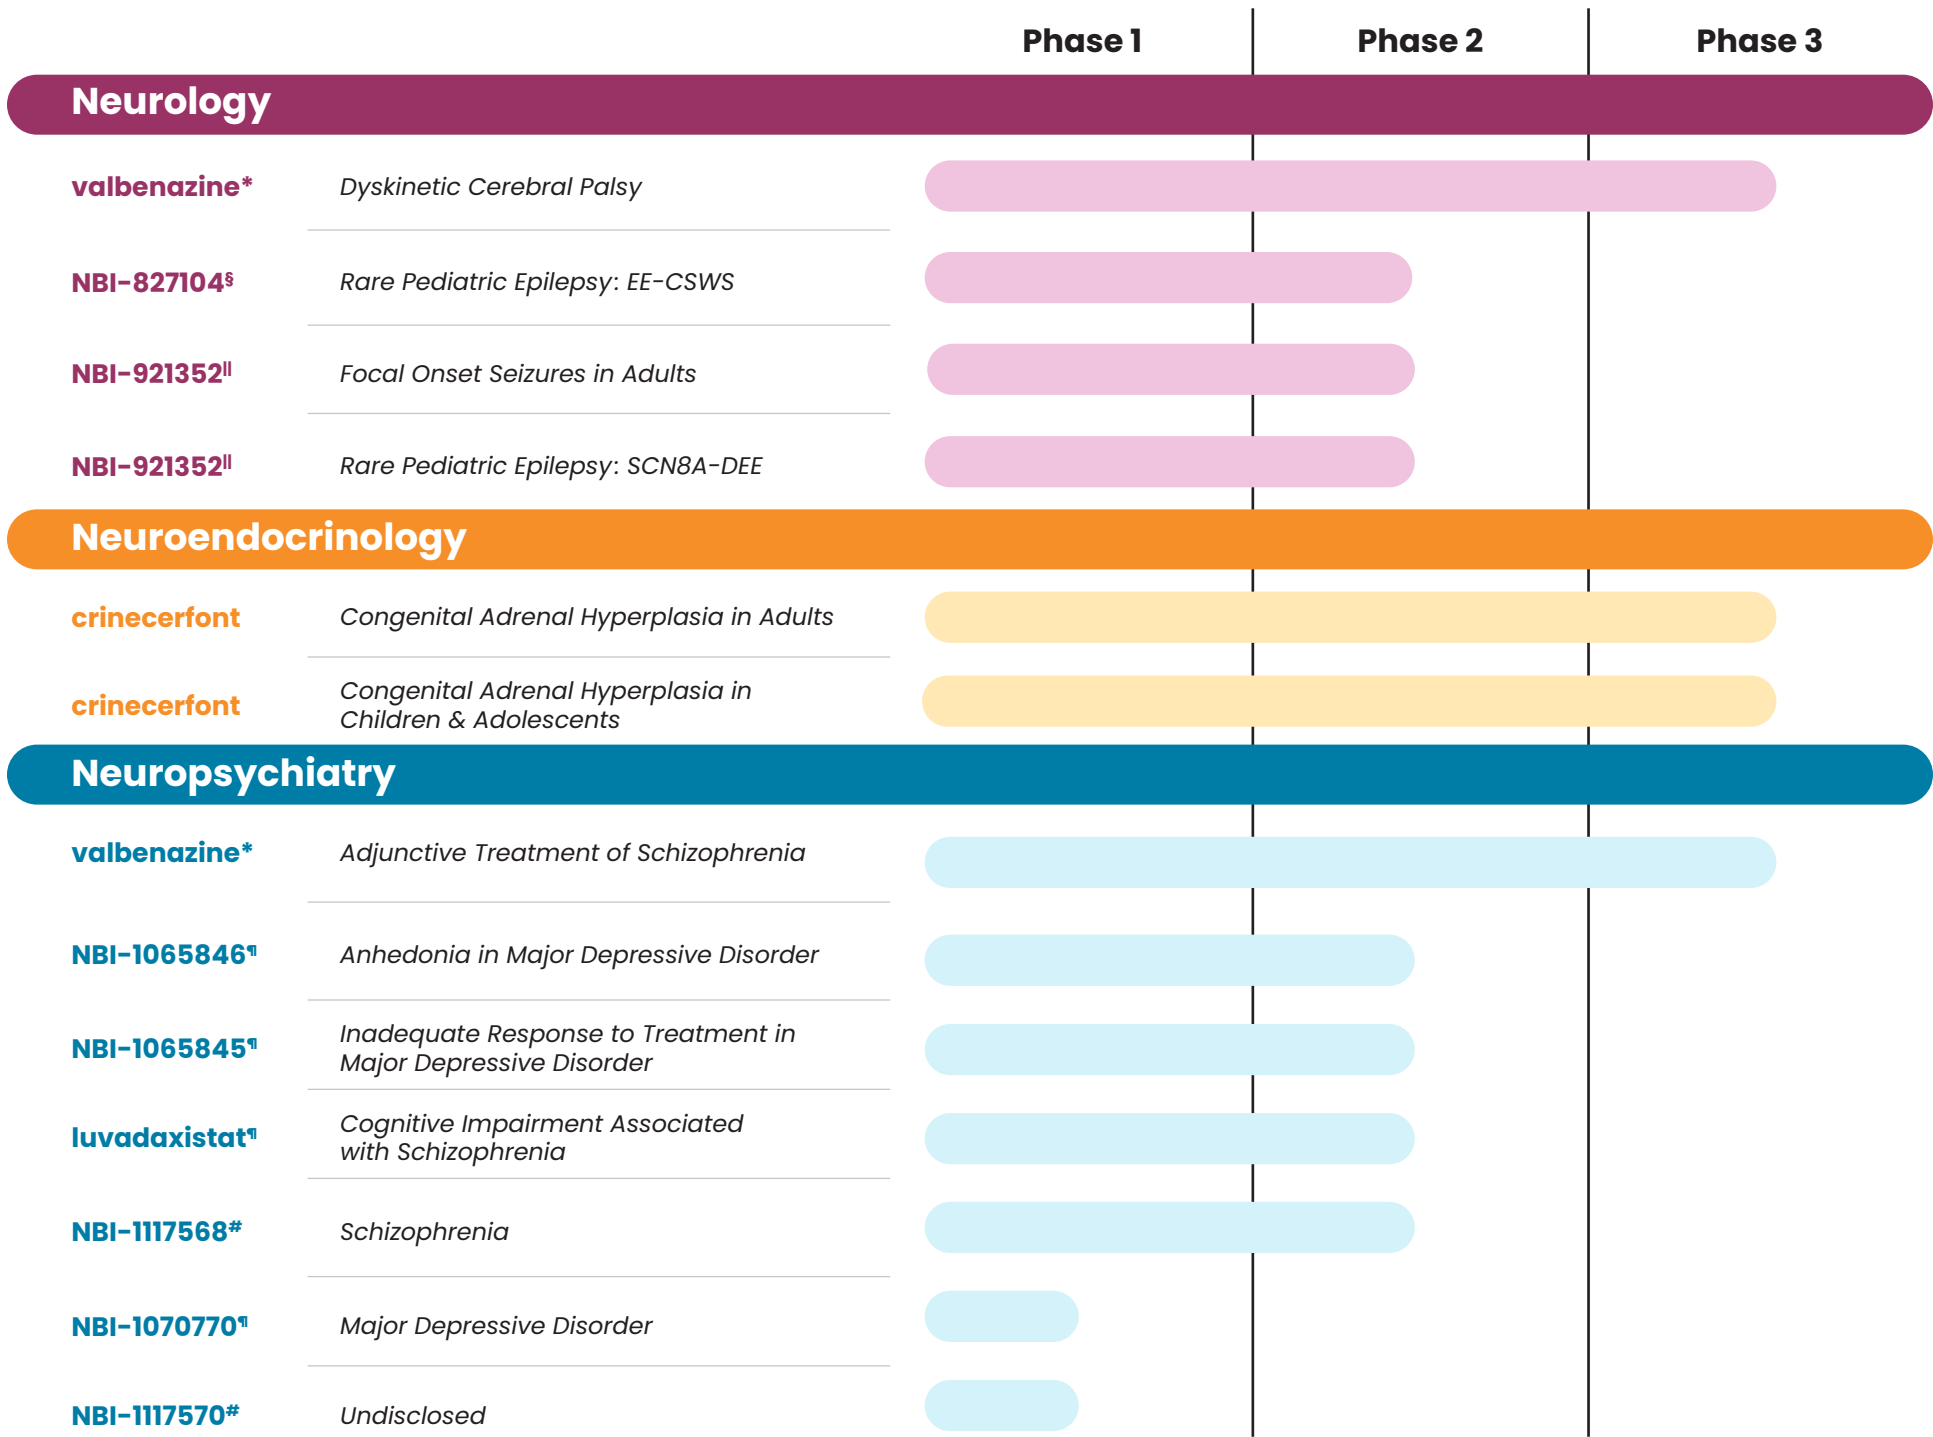 Phase 1 Phase 2 Phase 3
Neurology
valbenazine* Dyskinetic Cerebral Palsy
NBI-827104§ Rare Pediatric Epilepsy: EE-CSWS
NBI-921352|| Focal Onset Seizures in Adults
NBI-921352|| Rare Pediatric Epilepsy: SCN8A-DEE
Neuroendocrinology
crinecerfont Congenital Adrenal Hyperplasia in Adults
crinecerfont Congenital Adrenal Hyperplasia in
Children & Adolescents
Neuropsychiatry
valbenazine* Adjunctive Treatment of Schizophrenia
NBI-1065846¶ Anhedonia in Major Depressive Disorder
NBI-1065845¶ Inadequate Response to Treatment in
Major Depressive Disorder
luvadaxistat¶ Cognitive Impairment Associated
with Schizophrenia
NBI-1117568# Schizophrenia
NBI-1070770¶ Major Depressive Disorder
NBI-1117570# Undisclosed